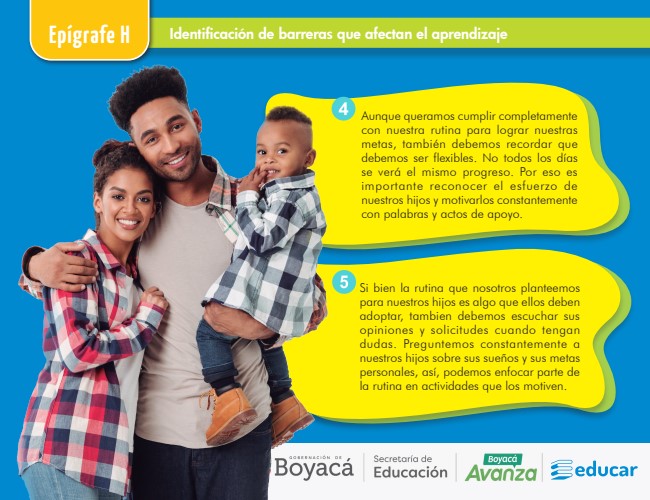 Epígrafe H
Identificación de barreras que afectan el aprendizaje
4
Aunque queramos cumplir completamente
con nuestra rutina para lograr nuestras
metas, también debemos recordar que
debemos ser flexibles. No todos los días
se verá el mismo progreso. Por eso es
importante reconocer el esfuerzo de
nuestros hijos y motivarlos constantemente
con palabras y actos de apoyo.
5
Si bien la rutina que nosotros planteemos
para nuestros hijos es algo que ellos deben
adoptar, tambien debemos escuchar sus
opiniones y solicitudes cuando tengan
dudas. Preguntemos constantemente a
nuestros hijos sobre sus sueños y sus metas
personales, así, podemos enfocar parte de
la rutina en actividades que los motiven.
GOBERNACIÓN DE
Boyacá
Secretaría de
Educación
Boyacá
Avanza
educar